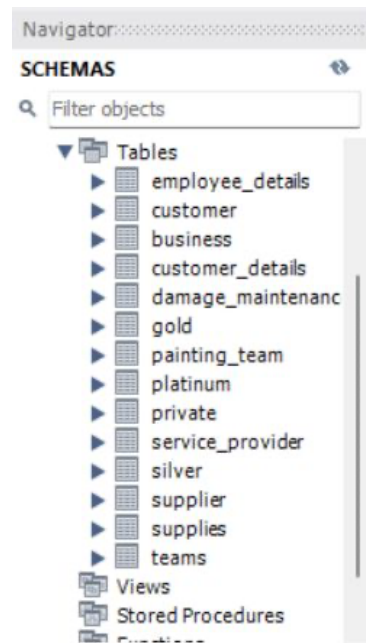 Navigator
SCHEMAS
Filter objects
Tables
employee_details
customer
business
customer_details
damage_maintenanc
gold
painting_team
platinum
private
service_provider
silver
supplier
supplies
teams
Views
Stored Procedures
Functions